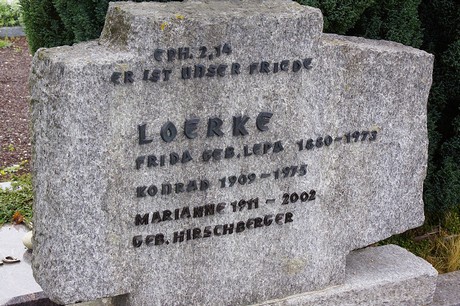 EPH. 2,14
ER IST UNSER FRIEDE
LOERKE
FRIDA GEB. LEPA 1880-1973
KONRAD 1909-1975
MARIANNE 1911 - 2002
GEB. HIRSCHBERGER